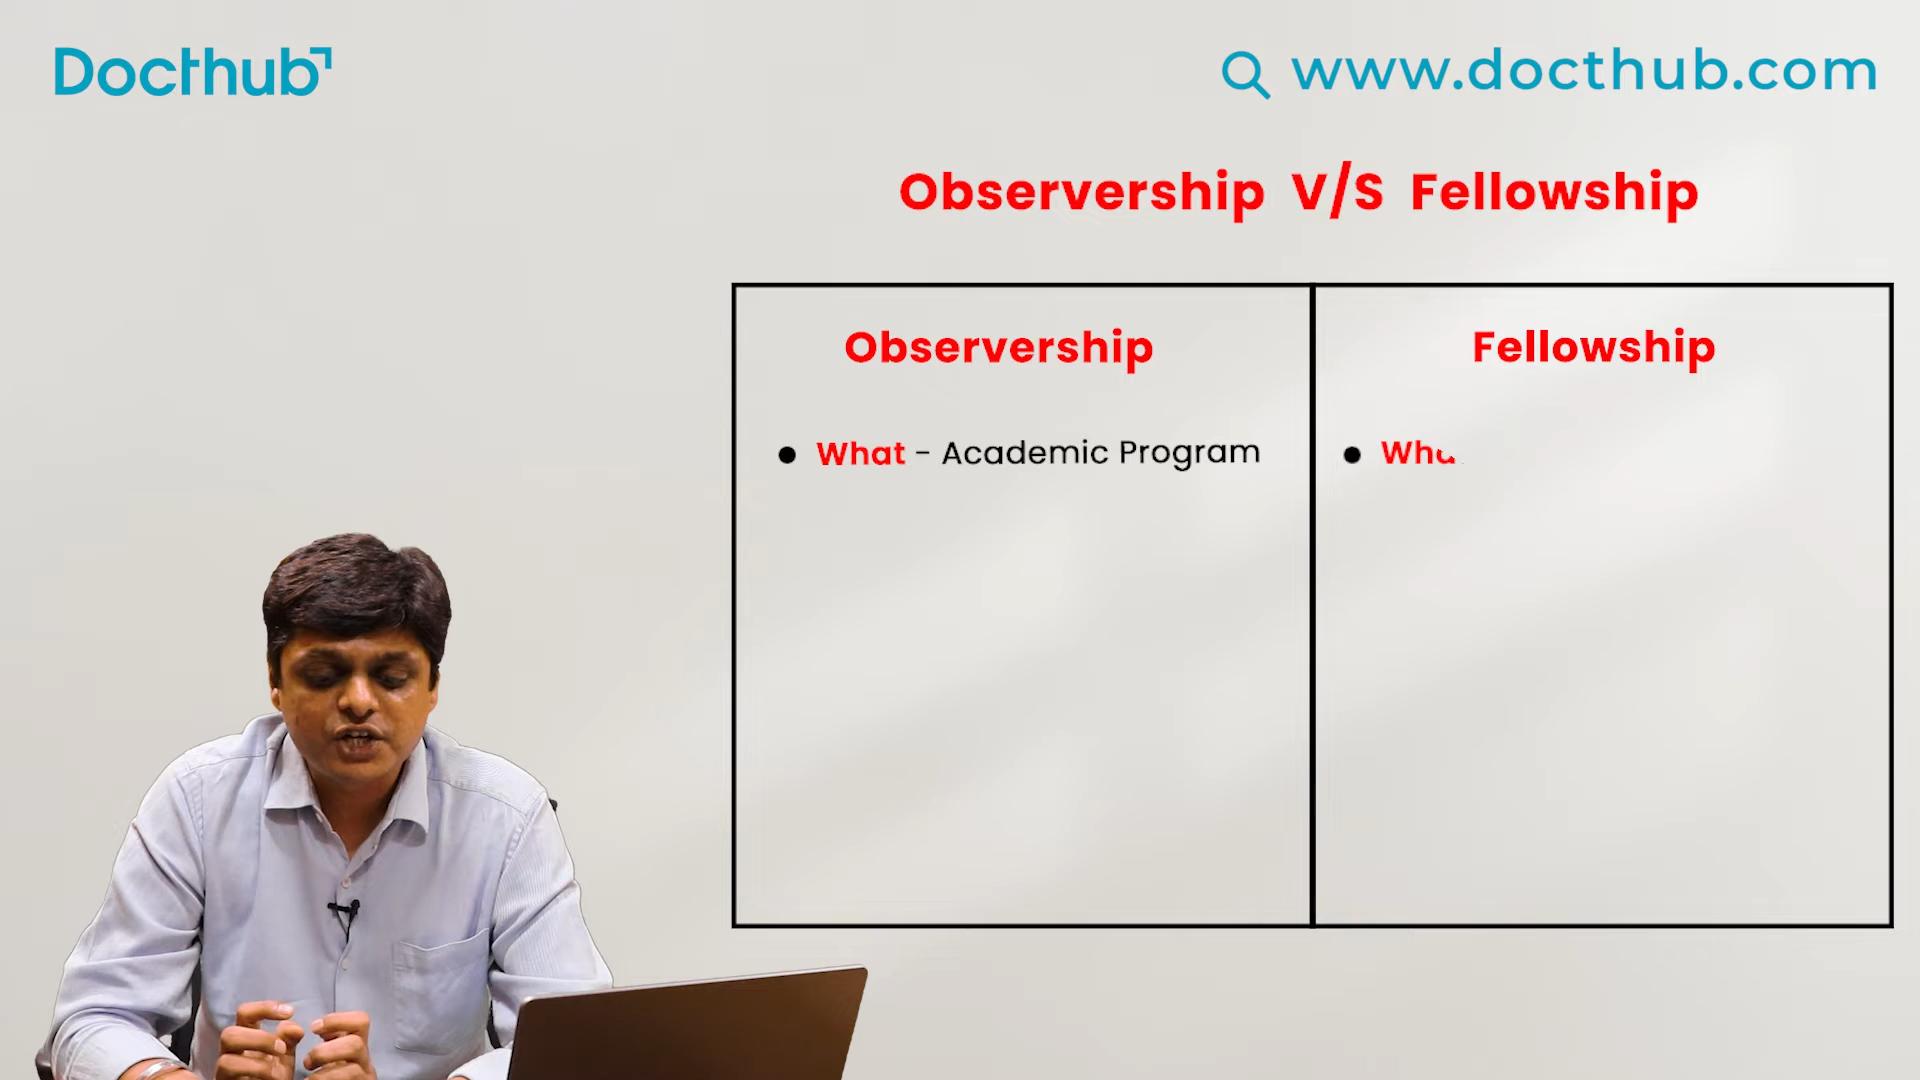 Docthub
www.docthub.com
Observership V/S Fellowship
Observership
Fellowship
• What - Academic Program
•